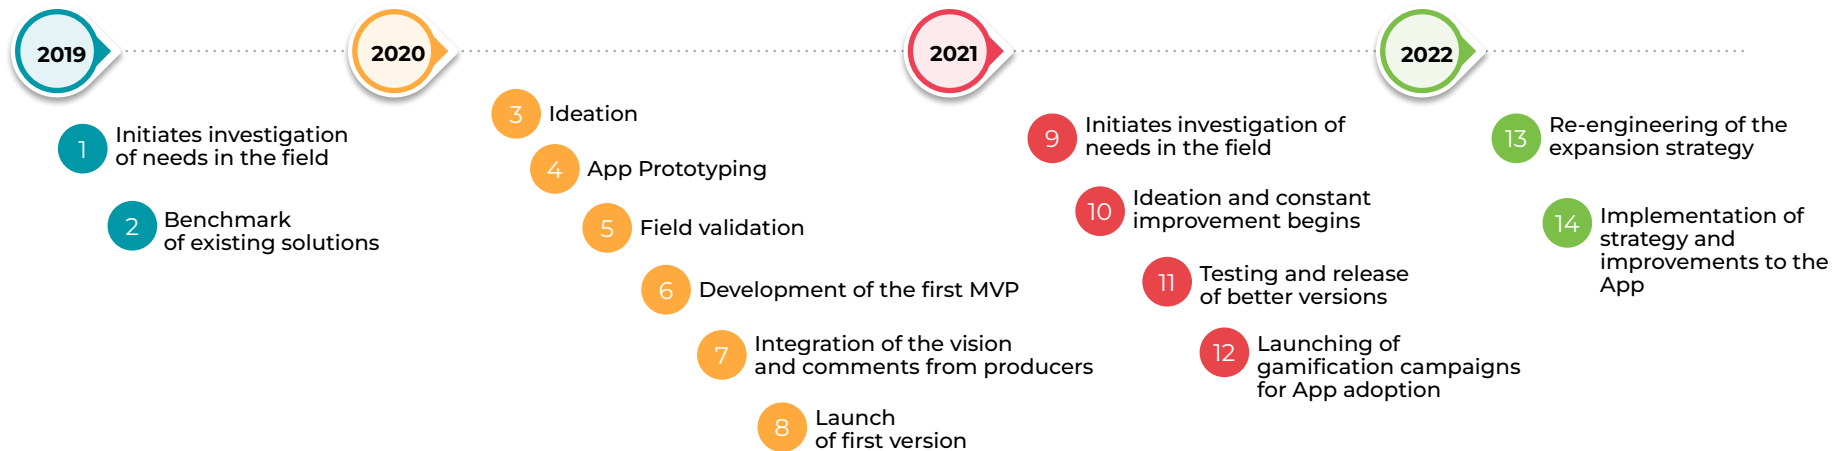 2019
2020
2021
2022
1
Initiates investigation
of needs in the field
2
Benchmark
of existing solutions
3
Ideation
4
App Prototyping
5
Field validation
6
Development of the first MVP
7
Integration of the vision
and comments from producers
8
Launch
of first version
9
Initiates investigation of
needs in the field
10
Ideation and constant
improvement begins
11
Testing and release
of better versions
12
Launching of
gamification campaigns
for App adoption
13
Re-engineering of the
expansion strategy
14
Implementation of
strategy and
improvements to the
App